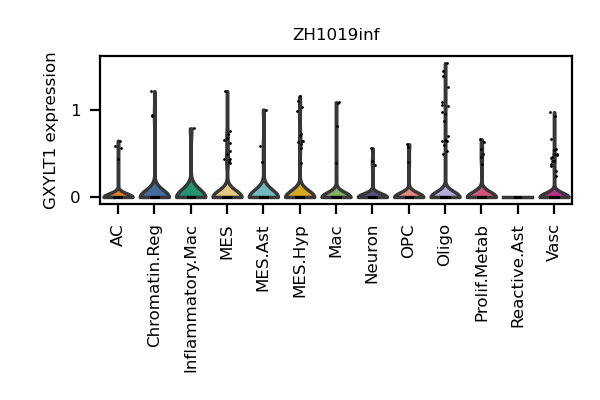 ZH1019inf
GXYLT1 expression
1
0
AC
Chromatin.Reg
Inflammatory.Mac
MES
MES.Ast
MES.Hyp
Mac
Neuron
OPC
Oligo
Prolif.Metab
Reactive.Ast
Vasc